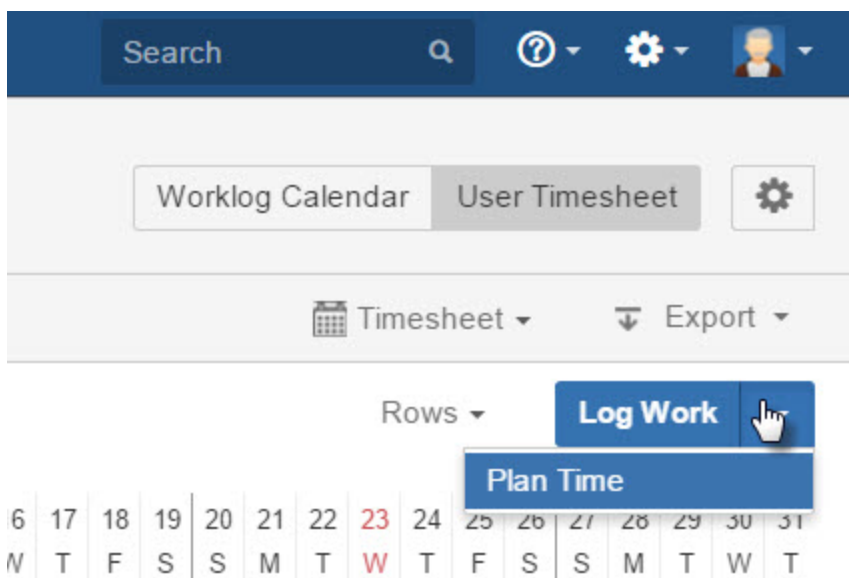 Search
Worklog Calendar User Timesheet
Timesheet Export
Rows Log Work
Plan Time
6 17 18 19 20 21 22 23 24 25 26 27 28 29 30 31
W T F S S M T W T F S S M T W T